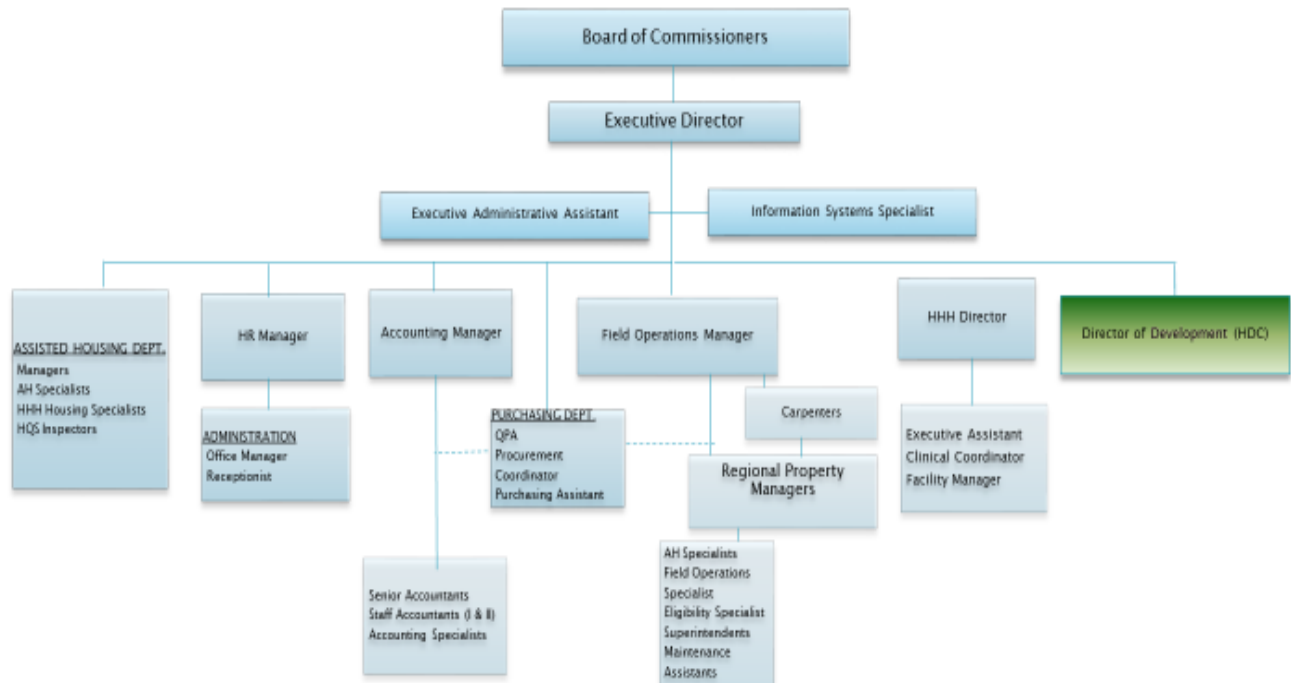 Board of Commissioners
Executive Director
Executive Administrative Assistant
Information Systems Specialist
ASSISTED HOUSING DEPT.
Managers
AH Specialists
HHH Housing Specialists
HQS Inspectors
HR Manager
ADMINISTRATION
Office Manager
Receptionist
Accounting Manager
Senior Accountants
Staff Accountants (I & II)
Accounting Specialists
PURCHASING DEPT.
QPA
Procurement
Coordinator
Purchasing Assistant
Field Operations Manager
Carpenters
Regional Property
Managers
AH Specialists
Field Operations
Specialist
Eligibility Specialist
Superintendents
Maintenance
Assistants
HHH Director
Executive Assistant
Clinical Coordinator
Facility Manager
Director of Development (HDC)